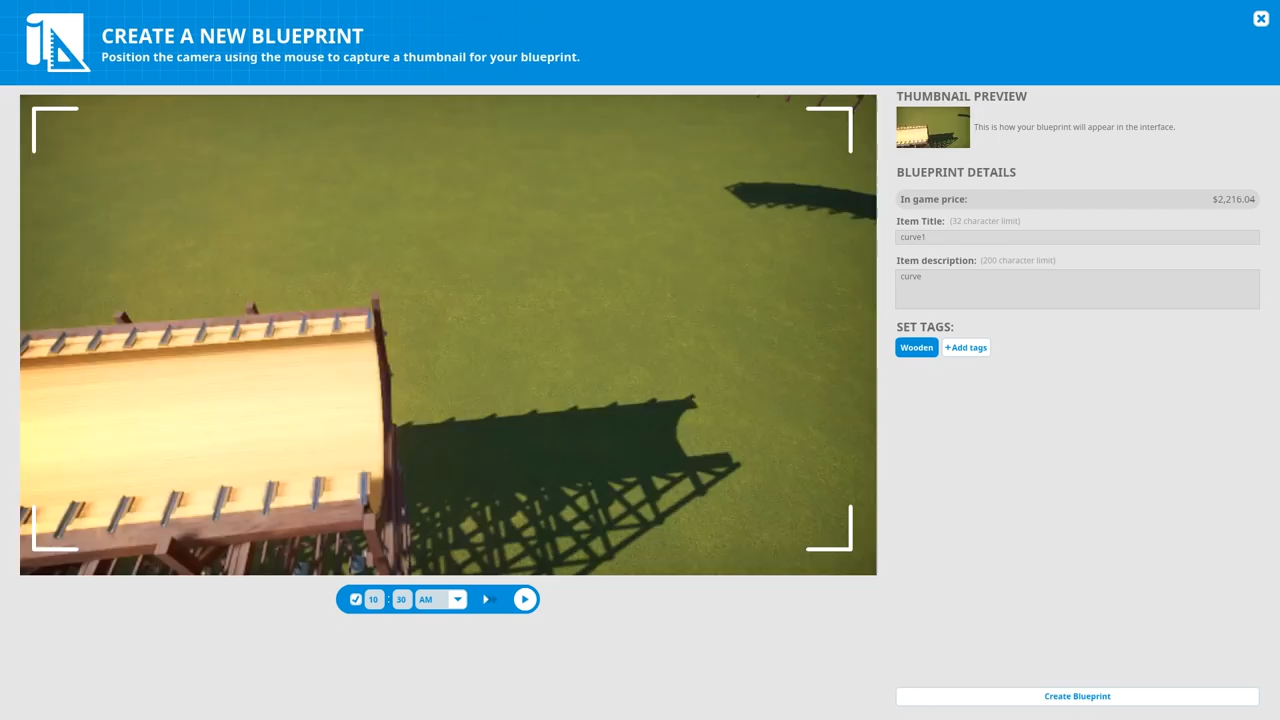 CREATE A NEW BLUEPRINT
Position the camera using the mouse to capture a thumbnail for your blueprint.
THUMBNAIL PREVIEW
This is how your blueprint will appear in the interface.
BLUEPRINT DETAILS
In game price: $2,216.04
Item Title: (32 character limit)
curve1
Item description: (200 character limit)
curve
SET TAGS:
Wooden +Add tags
10 : 30 AM
Create Blueprint